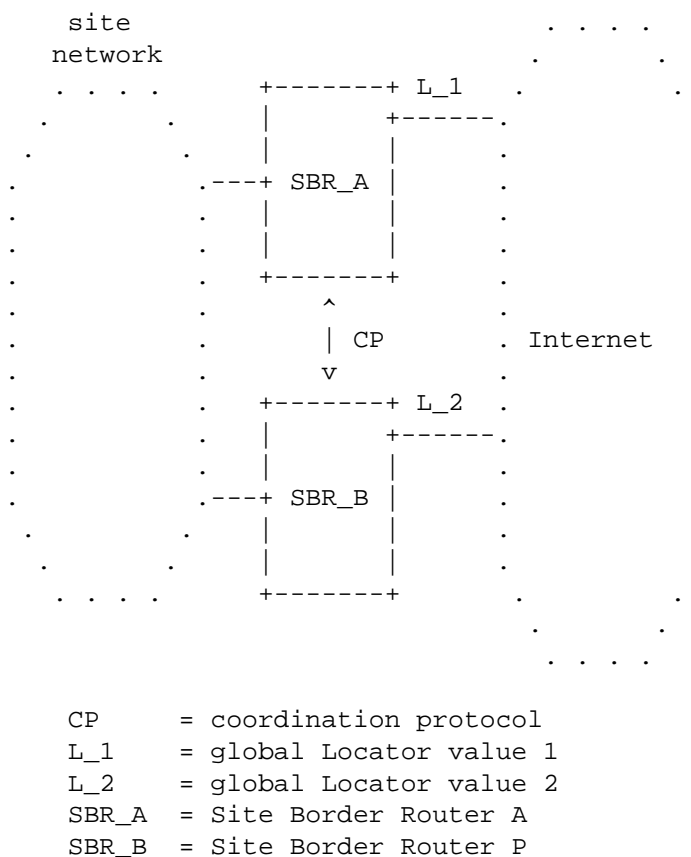 site
network
L_1
SBR_A
CP
Internet
L_2
SBR_B
CP = coordination protocol
L_1 = global Locator value 1
L_2 = global Locator value 2
SBR_A = Site Border Router A
SBR_B = Site Border Router P